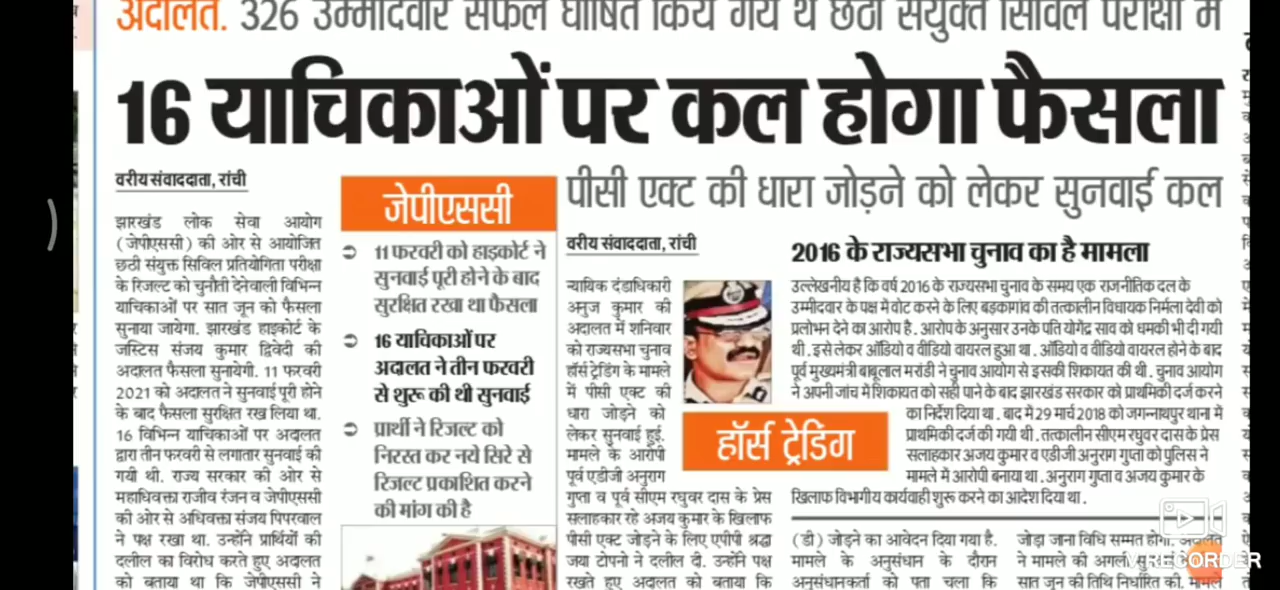 अदालत. 326 उम्मीदवार सफल घोषित किये गये थे छठी संयुक्त सिविल परीक्षा में
16 याचिकाओं पर कल होगा फैसला
वरीय संवाददाता, रांची
झारखंड लोक सेवा आयोग
(जेपीएससी) की ओर से आयोजित
छठी संयुक्त सिविल प्रतियोगिता परीक्षा
के रिजल्ट को चुनौती देनेवाली विभिन्न
याचिकाओं पर सात जून को फैसला
सुनाया जायेगा. झारखंड हाइकोर्ट के
जस्टिस संजय कुमार द्विवेदी की
अदालत फैसला सुनायेगी. 11 फरवरी
2021 को अदालत ने सुनवाई पूरी होने
के बाद फैसला सुरक्षित रख लिया था.
16 विभिन्न याचिकाओं पर अदालत
द्वारा तीन फरवरी से लगातार सुनवाई की
गयी थी. राज्य सरकार की ओर से
महाधिवक्ता राजीव रंजन व जेपीएससी
की ओर से अधिवक्ता संजय पिपरवाल
ने पक्ष रखा था. उन्होंने प्रार्थियों की
दलील का विरोध करते हुए अदालत
को बताया था कि जेपीएससी ने
जेपीएससी
11 फरवरी को हाइकोर्ट ने
सुनवाई पूरी होने के बाद
सुरक्षित रखा था फैसला
16 याचिकाओं पर
अदालत ने तीन फरवरी
से शुरू की थी सुनवाई
प्रार्थी ने रिजल्ट को
निरस्त कर नये सिरे से
रिजल्ट प्रकाशित करने
की मांग की है
पीसी एक्ट की धारा जोड़ने को लेकर सुनवाई कल
वरीय संवाददाता, रांची
न्यायिक दंडाधिकारी
अनुज कुमार की
अदालत में शनिवार
को राज्यसभा चुनाव
हॉर्स ट्रेडिंग के मामले
में पीसी एक्ट की
धारा जोड़ने को
लेकर सुनवाई हुई.
मामले के आरोपी
पूर्व एडीजी अनुराग
गुप्ता व पूर्व सीएम रघुवर दास के प्रेस
सलाहकार रहे अजय कुमार के खिलाफ
पीसी एक्ट जोड़ने के लिए एपीपी श्रद्धा
जया टोपनो ने दलील दी. उन्होंने पक्ष
रखते हुए अदालत को बताया कि
हॉर्स ट्रेडिंग
2016 के राज्यसभा चुनाव का है मामला
उल्लेखनीय है कि वर्ष 2016 के राज्यसभा चुनाव के समय एक राजनीतिक दल के
उम्मीदवार के पक्ष में वोट करने के लिए बड़कागांव की तत्कालीन विधायक निर्मला देवी को
प्रलोभन देने का आरोप है. आरोप के अनुसार उनके पति योगेंद्र साव को धमकी भी दी गयी
थी. इसे लेकर ऑडियो व वीडियो वायरल हुआ था. ऑडियो व वीडियो वायरल होने के बाद
पूर्व मुख्यमंत्री बाबूलाल मरांडी ने चुनाव आयोग से इसकी शिकायत की थी. चुनाव आयोग
ने अपनी जांच में शिकायत को सही पाने के बाद झारखंड सरकार को प्राथमिकी दर्ज करने
का निर्देश दिया था. बाद में 29 मार्च 2018 को जगन्नाथपुर थाना में
प्राथमिकी दर्ज की गयी थी. तत्कालीन सीएम रघुवर दास के प्रेस
सलाहकार अजय कुमार व एडीजी अनुराग गुप्ता को पुलिस ने
मामले में आरोपी बनाया था. अनुराग गुप्ता व अजय कुमार के
खिलाफ विभागीय कार्यवाही शुरू करने का आदेश दिया था.
(डी) जोड़ने का आवेदन दिया गया है.
मामले के अनुसंधान के दौरान
अनुसंधानकर्ता को पता चला कि
जोड़ा जाना विधि सम्मत होगा. अदालत
ने मामले की अगली
सात जून की तिथि निर्धारित की. मामले
V RECORDER